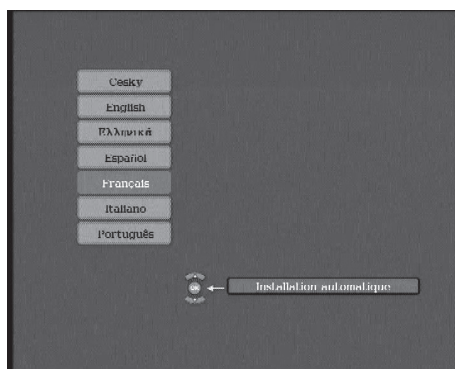 Cesky
English
Ελληνικά
Español
Français
Italiano
Português
OK
Installation automatique